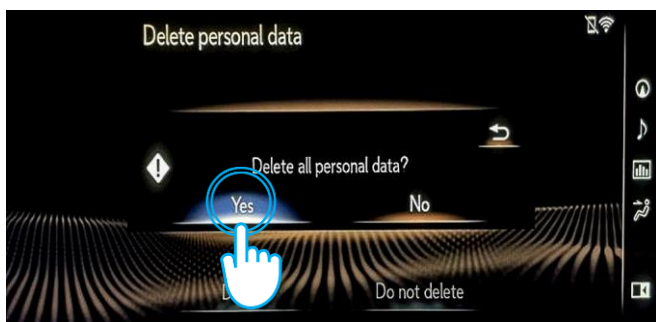 Delete personal data
Delete all personal data?
Yes
No
Do not delete